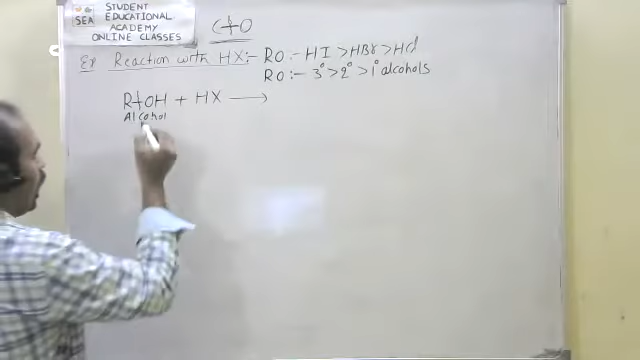 STUDENT
EDUCATIONAL
ACADEMY
ONLINE CLASSES
SEA
C+O
Ex Reaction with HX:- RO:- HI > HBr > HCl
RO:- 3° > 2° > 1° alcohols
R+OH + HX ⟶
Alcohol